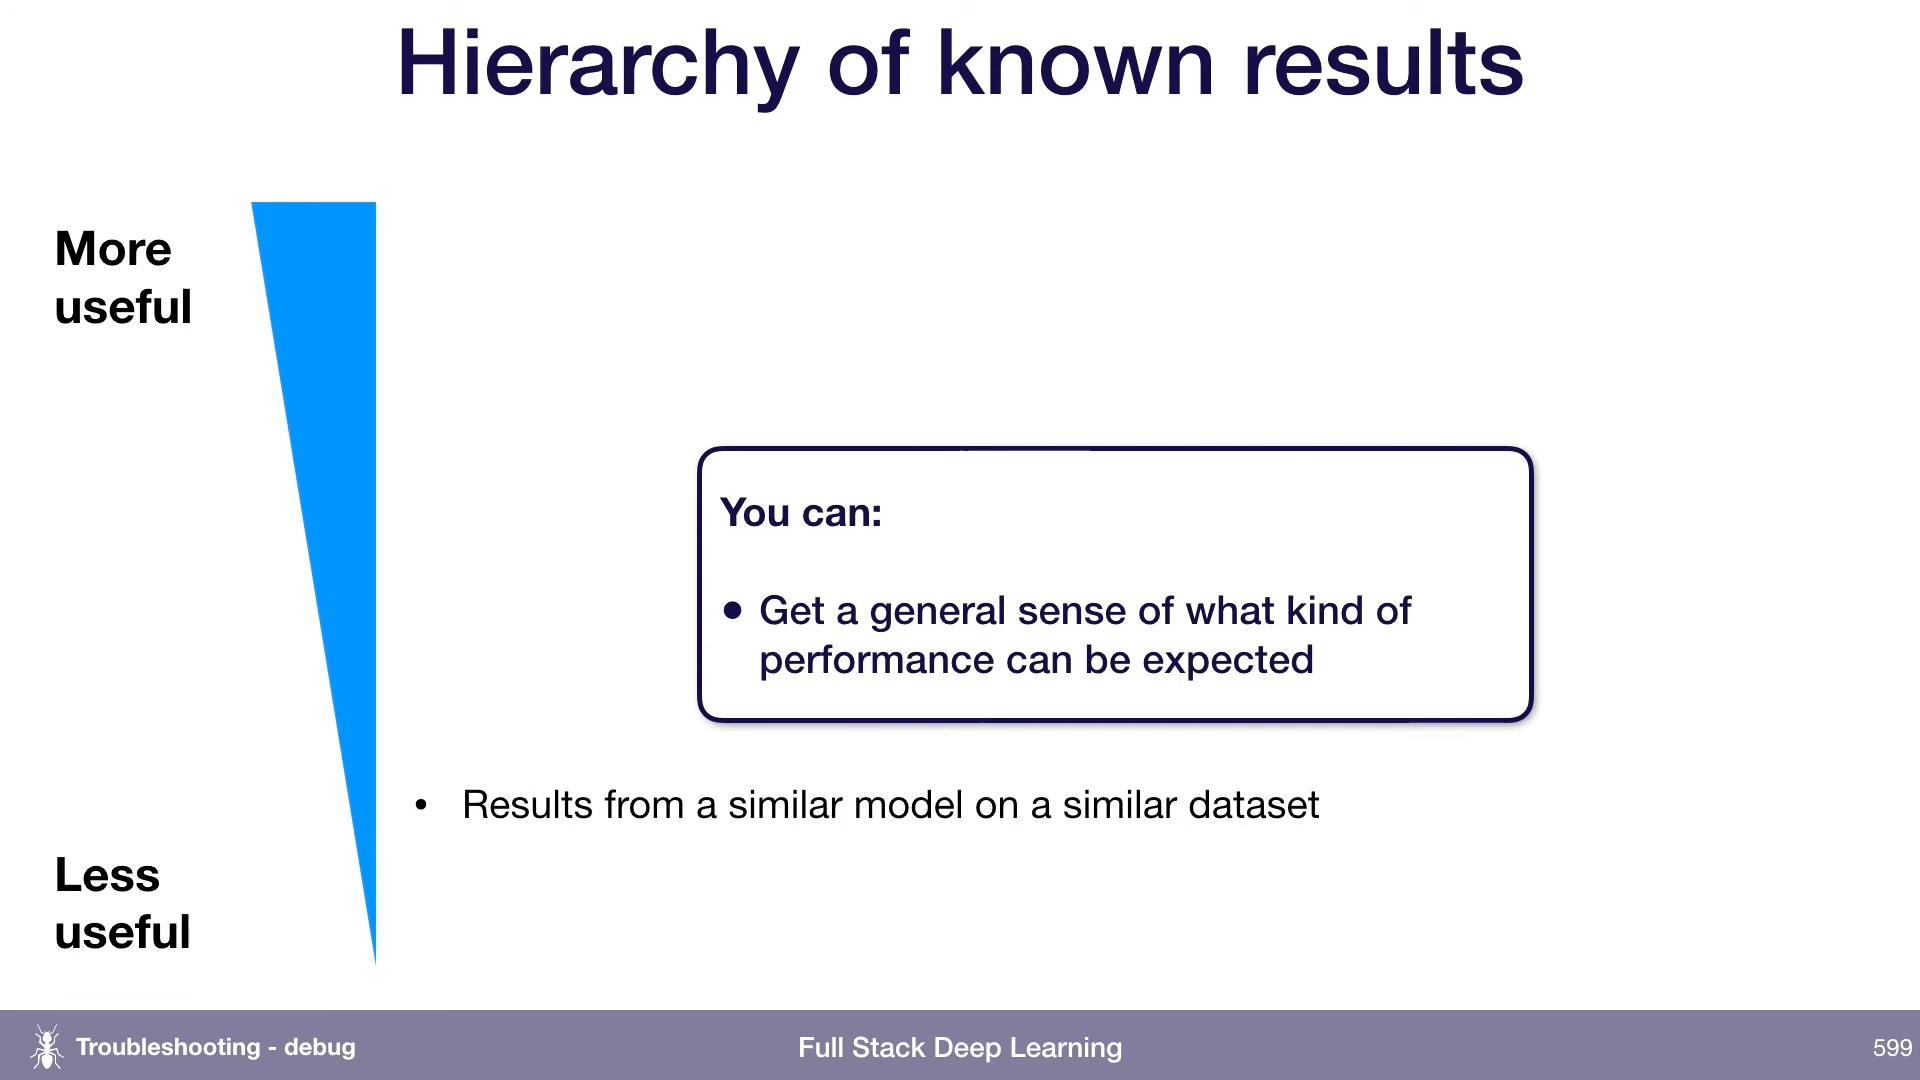 Hierarchy of known results
More
useful
You can:
● Get a general sense of what kind of
performance can be expected
• Results from a similar model on a similar dataset
Less
useful
Troubleshooting - debug
Full Stack Deep Learning
599